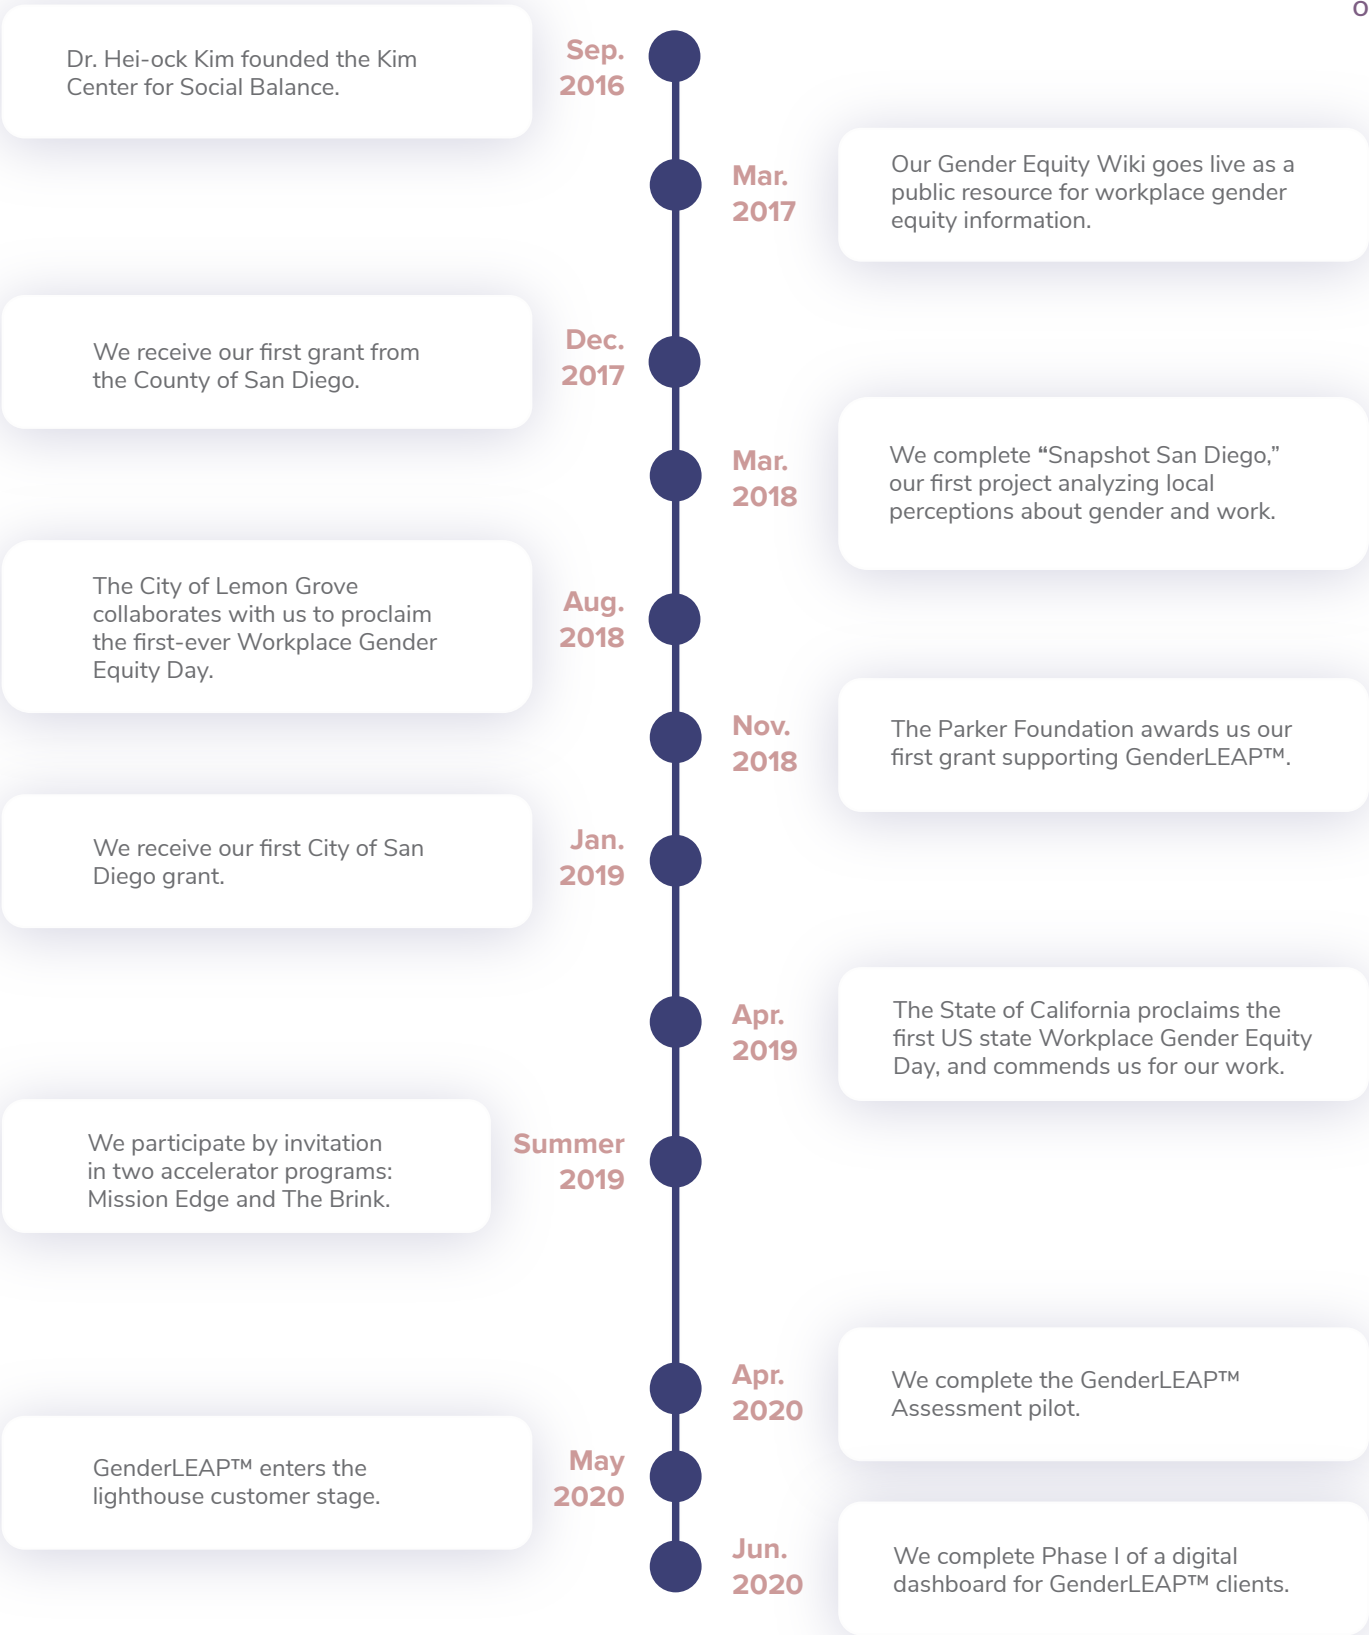 o
Dr. Hei-ock Kim founded the Kim
Center for Social Balance.
Sep.
2016
Mar.
2017
Our Gender Equity Wiki goes live as a
public resource for workplace gender
equity information.
We receive our first grant from
the County of San Diego.
Dec.
2017
Mar.
2018
We complete “Snapshot San Diego,”
our first project analyzing local
perceptions about gender and work.
The City of Lemon Grove
collaborates with us to proclaim
the first-ever Workplace Gender
Equity Day.
Aug.
2018
Nov.
2018
The Parker Foundation awards us our
first grant supporting GenderLEAP™.
We receive our first City of San
Diego grant.
Jan.
2019
Apr.
2019
The State of California proclaims the
first US state Workplace Gender Equity
Day, and commends us for our work.
We participate by invitation
in two accelerator programs:
Mission Edge and The Brink.
Summer
2019
Apr.
2020
We complete the GenderLEAP™
Assessment pilot.
GenderLEAP™ enters the
lighthouse customer stage.
May
2020
Jun.
2020
We complete Phase I of a digital
dashboard for GenderLEAP™ clients.